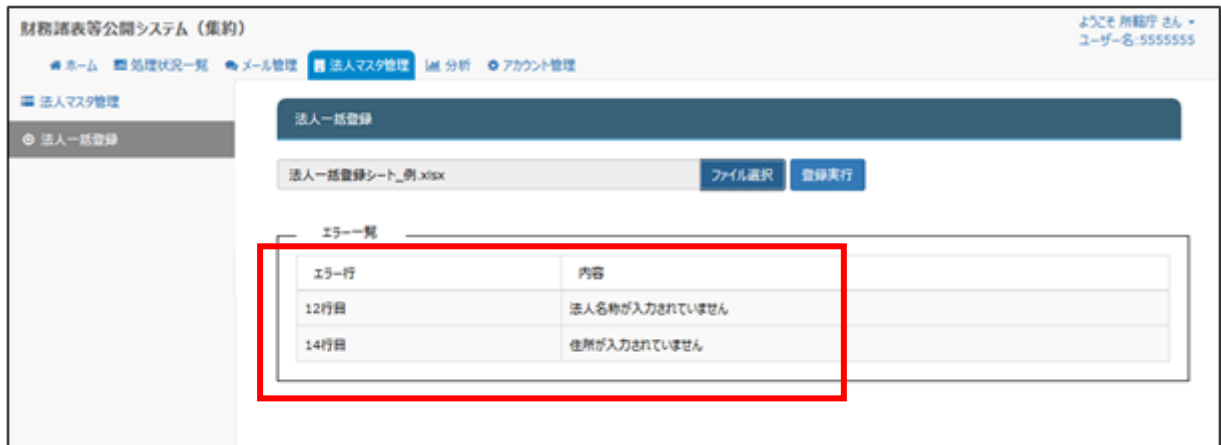 財務諸表等公開システム（集約）
ようこそ 所轄庁 さん
ユーザー名:5555555
ホーム 処理状況一覧 メール管理 法人マスタ管理 分析 アカウント管理
法人マスタ管理
法人一括登録
法人一括登録
法人一括登録シート_例.xlsx ファイル選択 登録実行
エラー一覧
エラー行 内容
12行目 法人名称が入力されていません
14行目 住所が入力されていません